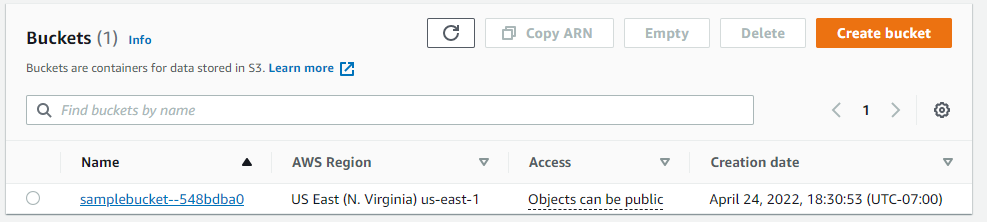 Buckets (1) Info
Copy ARN
Empty
Delete
Create bucket
Buckets are containers for data stored in S3. Learn more
Find buckets by name
1
Name AWS Region Access Creation date
samplebucket--548bdba0 US East (N. Virginia) us-east-1 Objects can be public April 24, 2022, 18:30:53 (UTC-07:00)